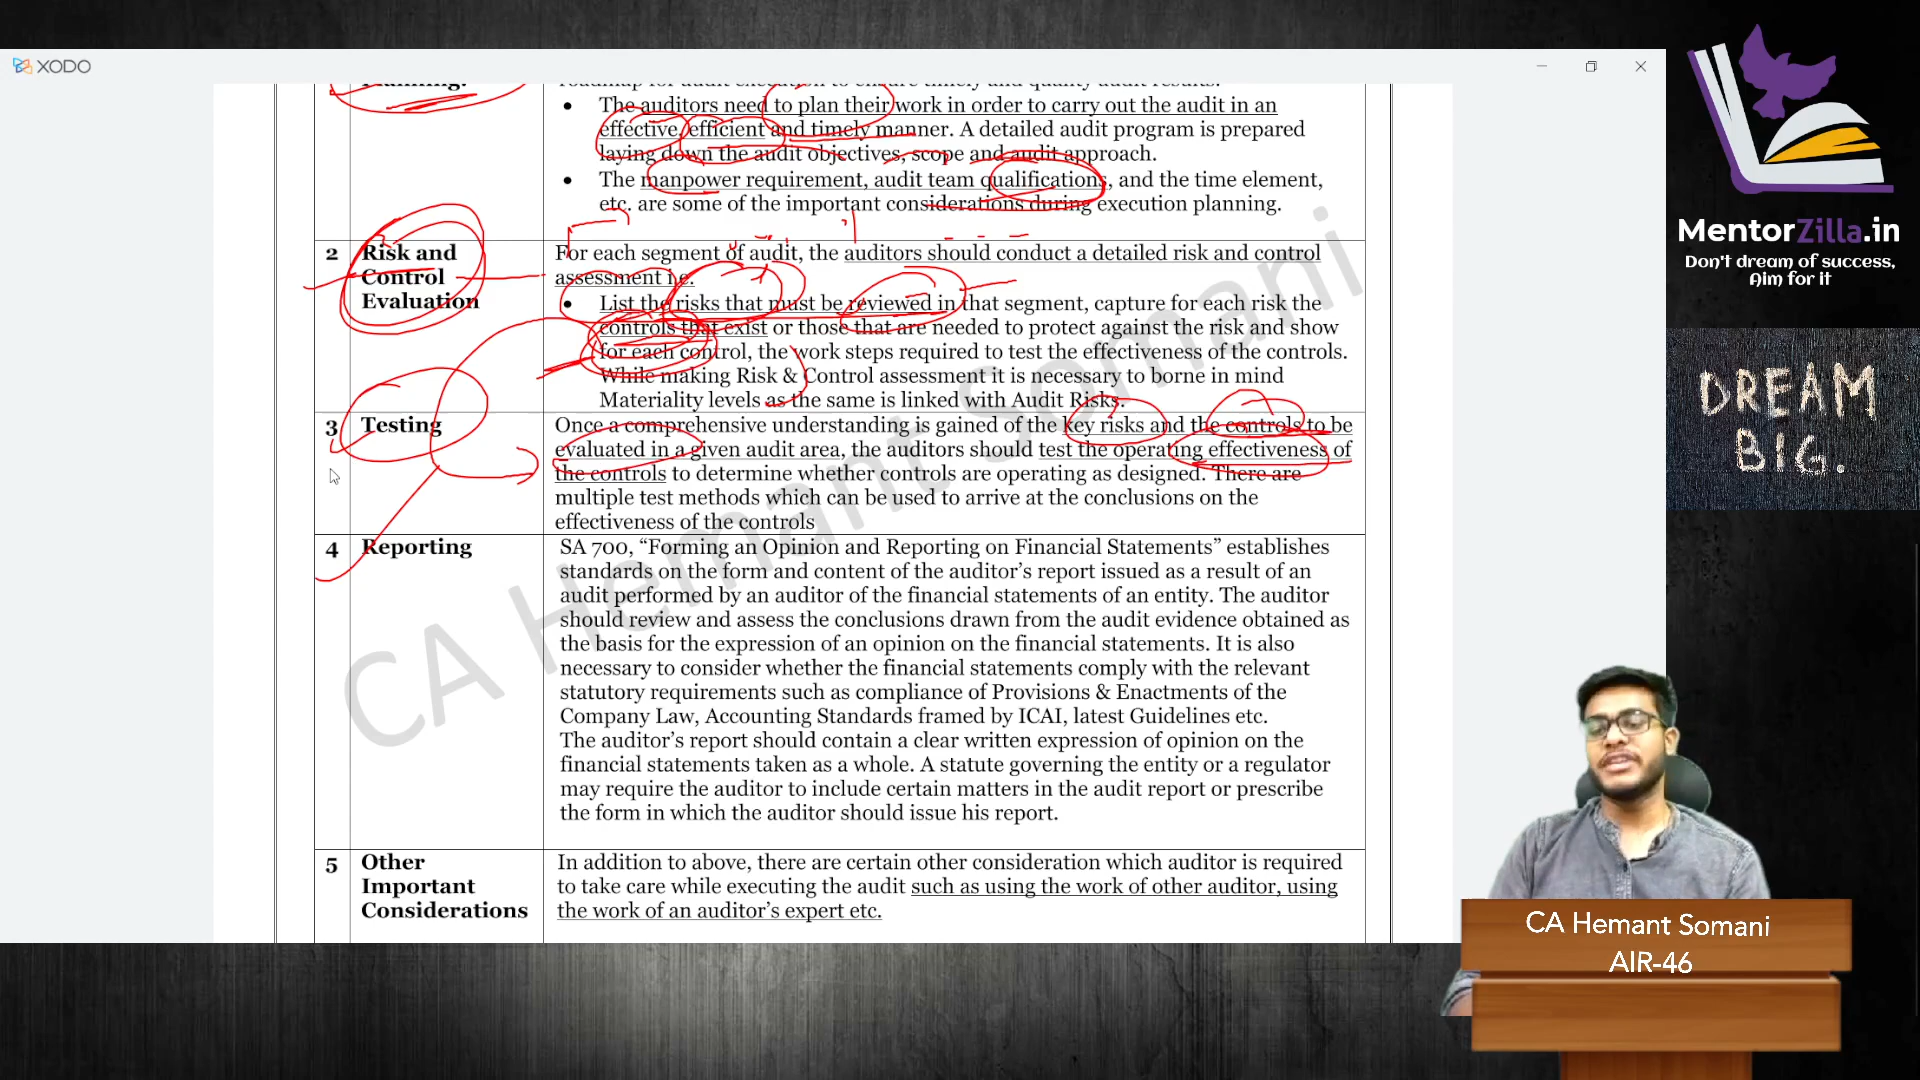 XODO
Planning:
roadmap for audit execution to ensure timely and quality audit results.
• The auditors need to plan their work in order to carry out the audit in an
effective, efficient and timely manner. A detailed audit program is prepared
laying down the audit objectives, scope and audit approach.
• The manpower requirement, audit team qualifications, and the time element,
etc. are some of the important considerations during execution planning.
2 Risk and
Control
Evaluation
For each segment of audit, the auditors should conduct a detailed risk and control
assessment i.e.
• List the risks that must be reviewed in that segment, capture for each risk the
controls that exist or those that are needed to protect against the risk and show
for each control, the work steps required to test the effectiveness of the controls.
While making Risk & Control assessment it is necessary to borne in mind
Materiality levels as the same is linked with Audit Risks.
3 Testing
Once a comprehensive understanding is gained of the key risks and the controls to be
evaluated in a given audit area, the auditors should test the operating effectiveness of
the controls to determine whether controls are operating as designed. There are
multiple test methods which can be used to arrive at the conclusions on the
effectiveness of the controls
4 Reporting
SA 700, “Forming an Opinion and Reporting on Financial Statements” establishes
standards on the form and content of the auditor’s report issued as a result of an
audit performed by an auditor of the financial statements of an entity. The auditor
should review and assess the conclusions drawn from the audit evidence obtained as
the basis for the expression of an opinion on the financial statements. It is also
necessary to consider whether the financial statements comply with the relevant
statutory requirements such as compliance of Provisions & Enactments of the
Company Law, Accounting Standards framed by ICAI, latest Guidelines etc.
The auditor’s report should contain a clear written expression of opinion on the
financial statements taken as a whole. A statute governing the entity or a regulator
may require the auditor to include certain matters in the audit report or prescribe
the form in which the auditor should issue his report.
5 Other
Important
Considerations
In addition to above, there are certain other consideration which auditor is required
to take care while executing the audit such as using the work of other auditor, using
the work of an auditor’s expert etc.
CA Hemant Somani
MentorZilla.in
Don't dream of success,
Aim for it
DREAM
BIG.
CA Hemant Somani
AIR-46